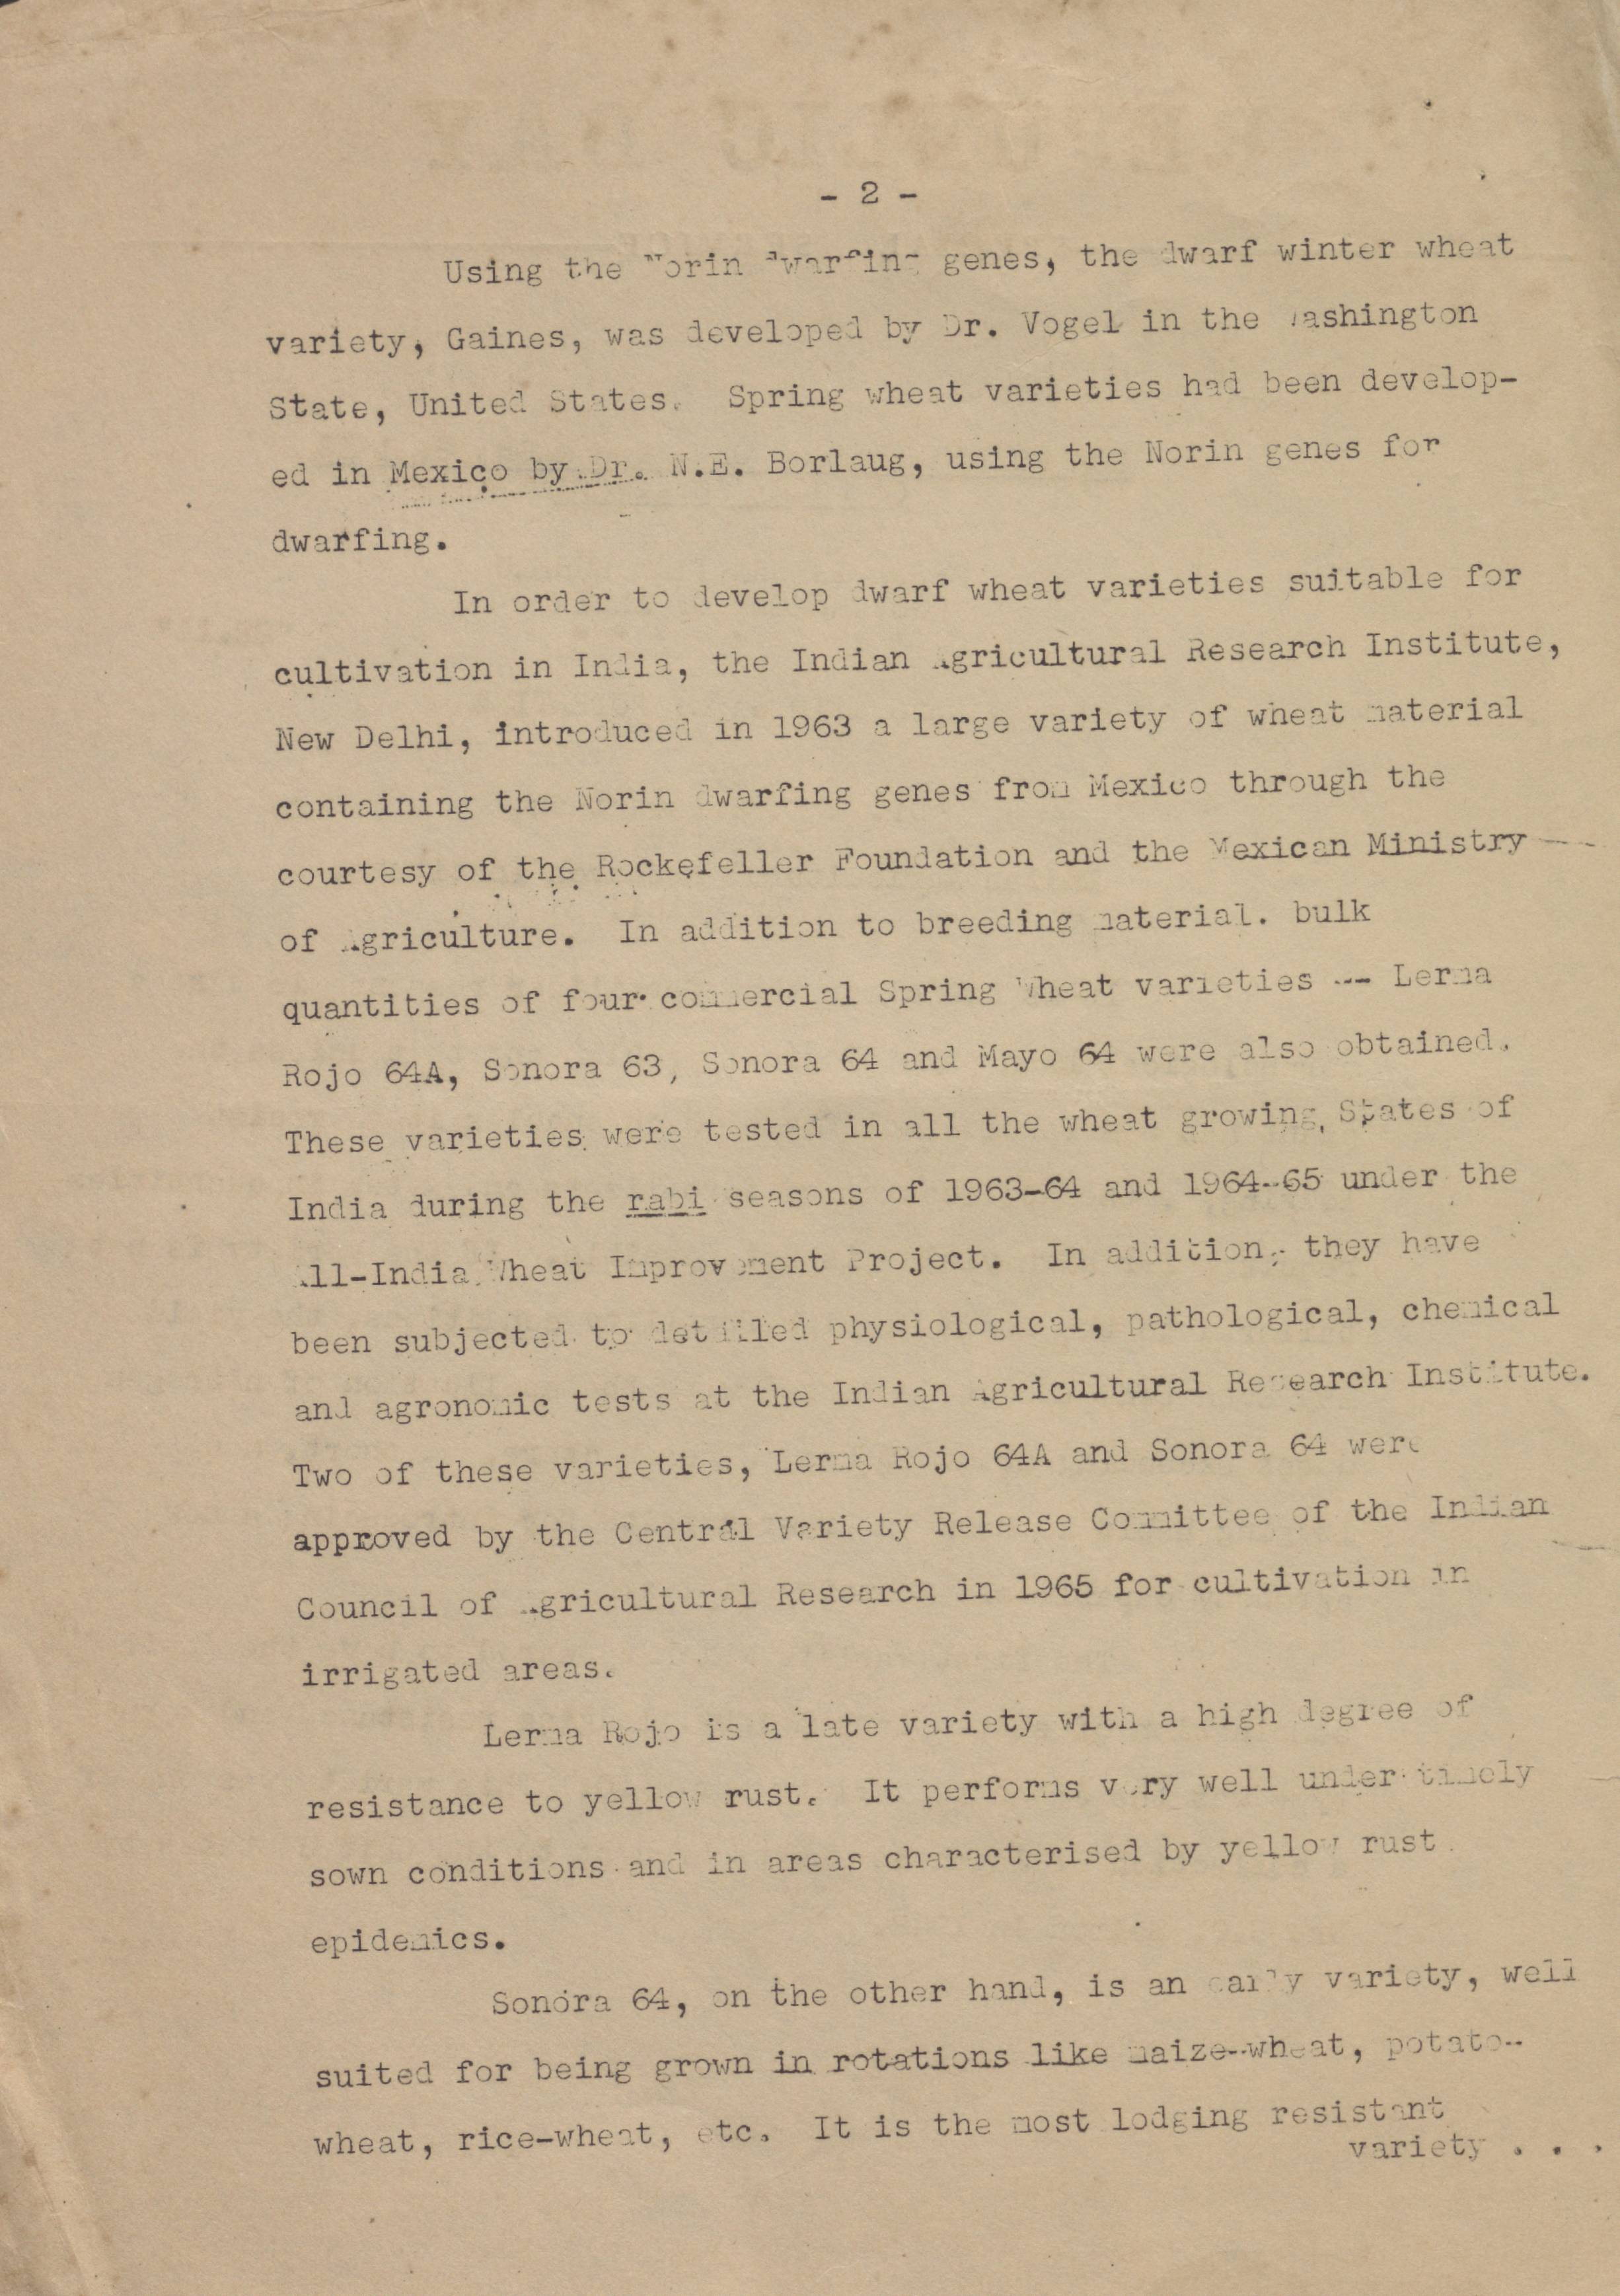 - 2 -
Using the Norin dwarfing genes, the dwarf winter wheat
variety, Gaines, was developed by Dr. Vogel in the Washington
State, United States. Spring wheat varieties had been develop-
ed in Mexico by Dr. N.E. Borlaug, using the Norin genes for
dwarfing.
In order to develop dwarf wheat varieties suitable for
cultivation in India, the Indian Agricultural Research Institute,
New Delhi, introduced in 1963 a large variety of wheat material
containing the Norin dwarfing genes from Mexico through the
courtesy of the Rockefeller Foundation and the Mexican Ministry
of Agriculture. In addition to breeding material. bulk
quantities of four commercial Spring Wheat varieties -- Lerma
Rojo 64A, Sonora 63, Sonora 64 and Mayo 64 were also obtained.
These varieties were tested in all the wheat growing States of
India during the rabi seasons of 1963-64 and 1964-65 under the
All-India Wheat Improvement Project. In addition, they have
been subjected to detailed physiological, pathological, chemical
and agronomic tests at the Indian Agricultural Research Institute.
Two of these varieties, Lerma Rojo 64A and Sonora 64 were
approved by the Central Variety Release Committee of the Indian
Council of Agricultural Research in 1965 for cultivation in
irrigated areas.
Lerma Rojo is a late variety with a high degree of
resistance to yellow rust. It performs very well under timely
sown conditions and in areas characterised by yellow rust
epidemics.
Sonora 64, on the other hand, is an early variety, well
suited for being grown in rotations like maize-wheat, potato-
wheat, rice-wheat, etc. It is the most lodging resistant
variety . . .